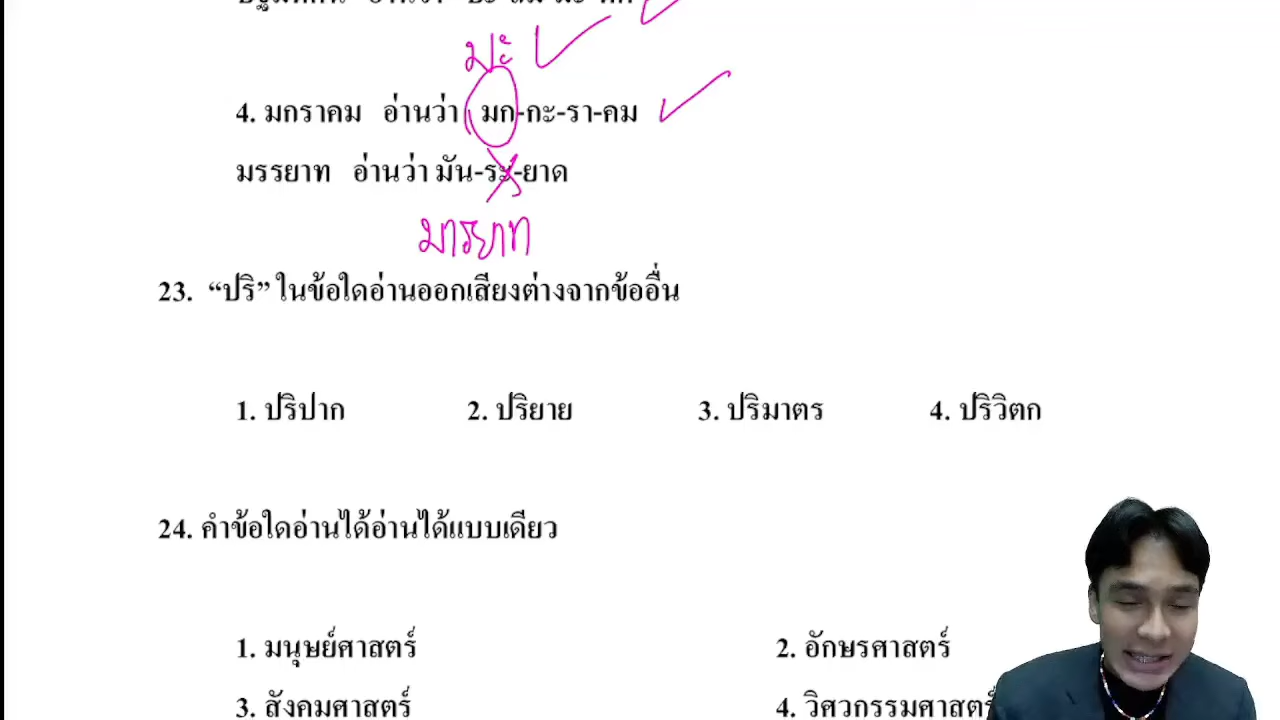 มะ
4. มกราคม อ่านว่า มก-กะ-รา-คม
มรรยาท อ่านว่า มัน-ระ-ยาด
มารยาท
23. “ปริ” ในข้อใดอ่านออกเสียงต่างจากข้ออื่น
1. ปริปาก 2. ปริยาย 3. ปริมาตร 4. ปริวิตก
24. คำข้อใดอ่านได้อ่านได้แบบเดียว
1. มนุษย์ศาสตร์ 2. อักษรศาสตร์
3. สังคมศาสตร์ 4. วิศวกรรมศาสตร์